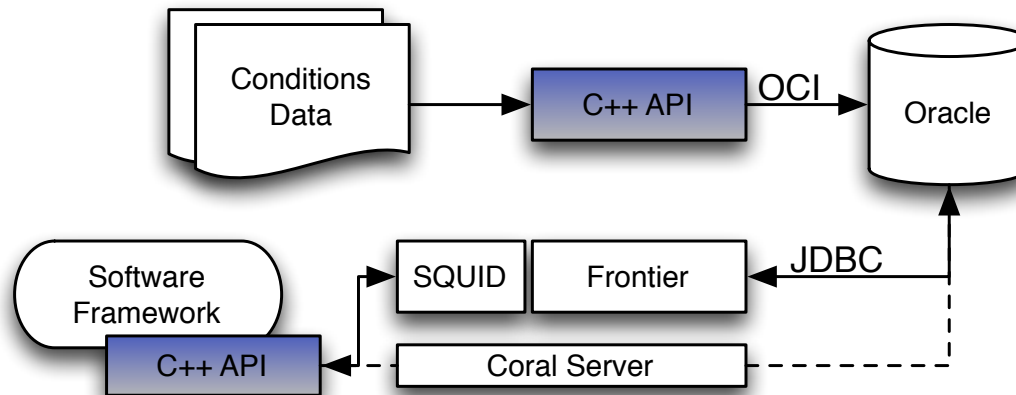 Conditions
Data
C++ API
OCI
Oracle
Software
Framework
C++ API
SQUID
Frontier
JDBC
Coral Server